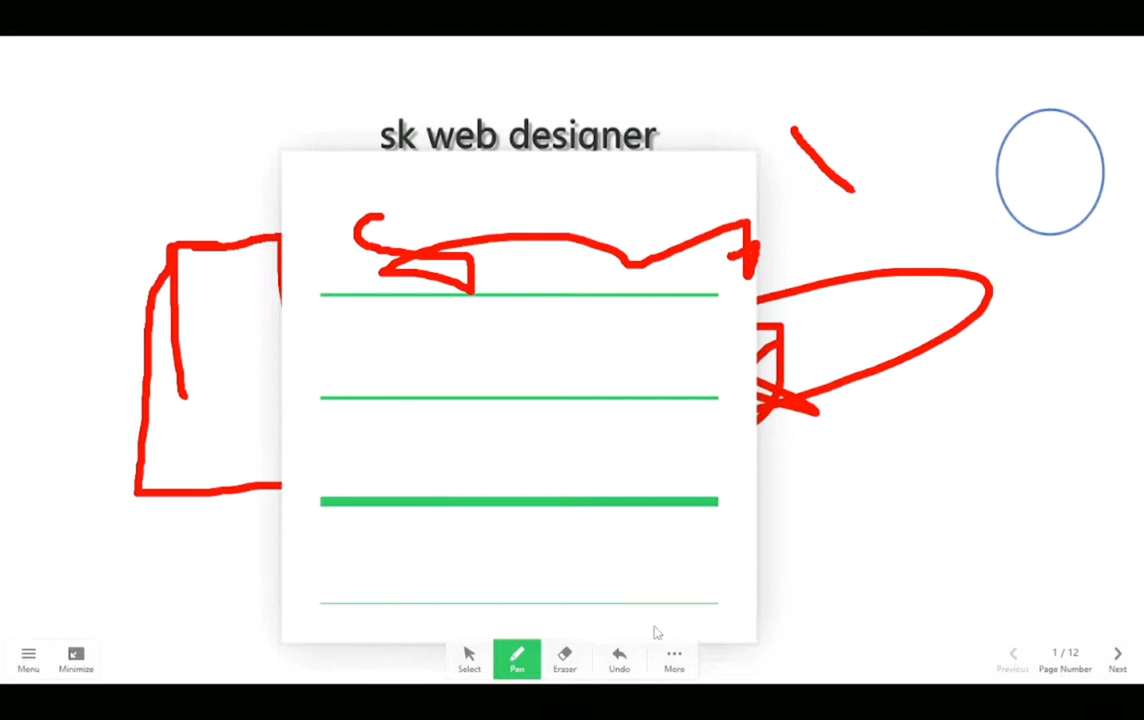 sk web designer
Menu
Minimize
Select
Pen
Eraser
Undo
More
Previous
1 / 12
Page Number
Next